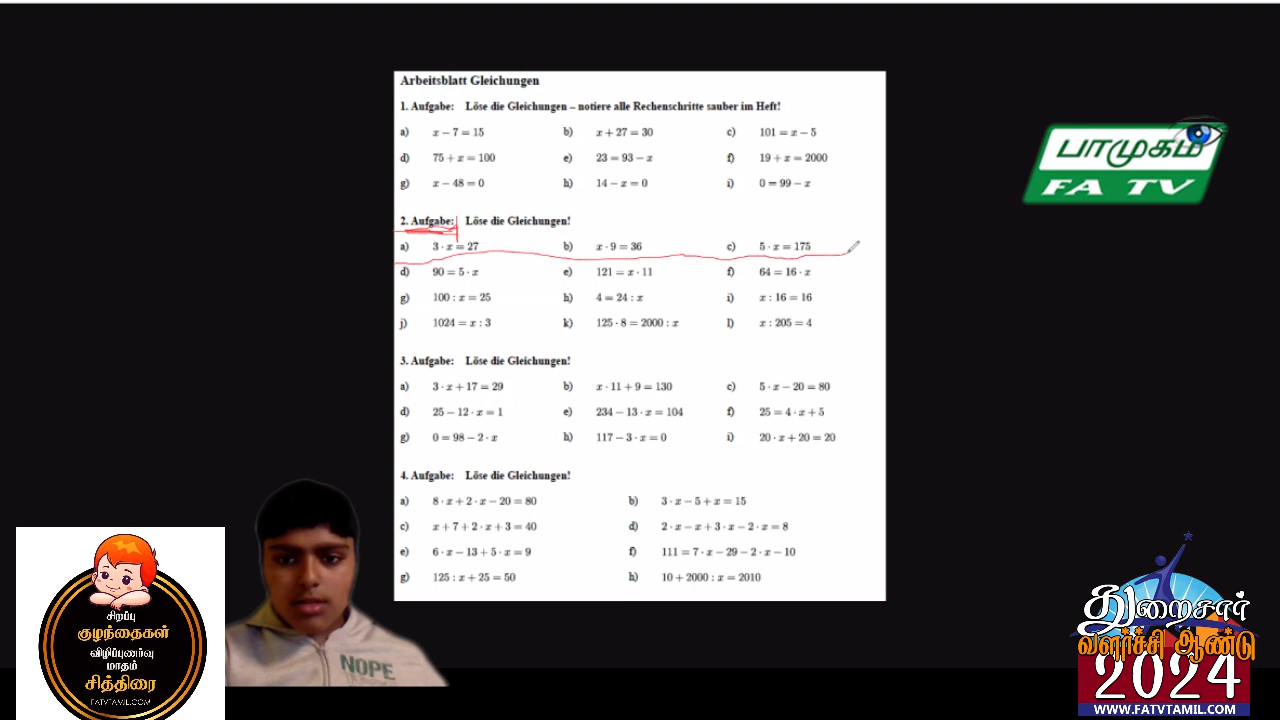 Arbeitsblatt Gleichungen
1. Aufgabe: Löse die Gleichungen – notiere alle Rechenschritte sauber im Heft!
a) x − 7 = 15 b) x + 27 = 30 c) 101 = x − 5
d) 75 + x = 100 e) 23 = 93 − x f) 19 + x = 2000
g) x − 48 = 0 h) 14 − x = 0 i) 0 = 99 − x
2. Aufgabe: Löse die Gleichungen!
a) 3 · x = 27 b) x · 9 = 36 c) 5 · x = 175
d) 90 = 5 · x e) 121 = x · 11 f) 64 = 16 · x
g) 100 : x = 25 h) 4 = 24 : x i) x : 16 = 16
j) 1024 = x : 3 k) 125 · 8 = 2000 : x l) x : 205 = 4
3. Aufgabe: Löse die Gleichungen!
a) 3 · x + 17 = 29 b) x · 11 + 9 = 130 c) 5 · x − 20 = 80
d) 25 − 12 · x = 1 e) 234 − 13 · x = 104 f) 25 = 4 · x + 5
g) 0 = 98 − 2 · x h) 117 − 3 · x = 0 i) 20 · x + 20 = 20
4. Aufgabe: Löse die Gleichungen!
a) 8 · x + 2 · x − 20 = 80 b) 3 · x − 5 + x = 15
c) x + 7 + 2 · x + 3 = 40 d) 2 · x − x + 3 · x − 2 · x = 8
e) 6 · x − 13 + 5 · x = 9 f) 111 = 7 · x − 29 − 2 · x − 10
g) 125 : x + 25 = 50 h) 10 + 2000 : x = 2010
பாமுகம்
FA TV
சிறப்பு
குழந்தைகள்
விழிப்புணர்வு
மாதம்
சித்திரை
FATVTAMIL.COM
NOPE
துறைசார்
வளர்ச்சி ஆண்டு
2024
WWW.FATVTAMIL.COM